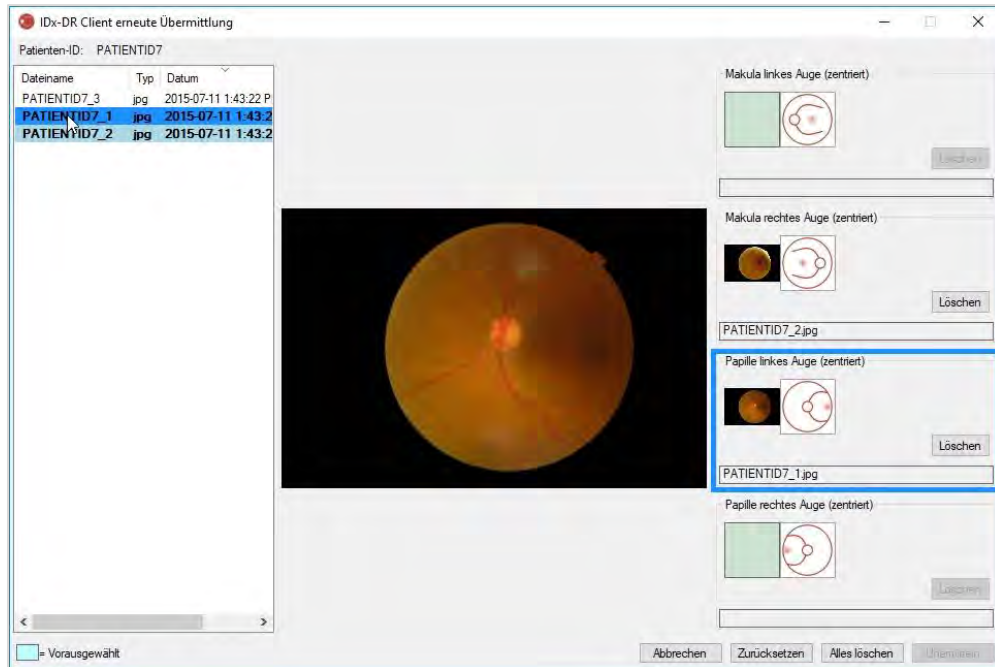 IDx-DR Client erneute Übermittlung
Patienten-ID: PATIENTID7
Dateiname Typ Datum
PATIENTID7_3 jpg 2015-07-11 1:43:22 P
PATIENTID7_1 jpg 2015-07-11 1:43:2
PATIENTID7_2 jpg 2015-07-11 1:43:2
= Vorausgewählt
Makula linkes Auge (zentriert)
Löschen
Makula rechtes Auge (zentriert)
Löschen
PATIENTID7_2.jpg
Papille linkes Auge (zentriert)
Löschen
PATIENTID7_1.jpg
Papille rechtes Auge (zentriert)
Löschen
Abbrechen Zurücksetzen Alles löschen